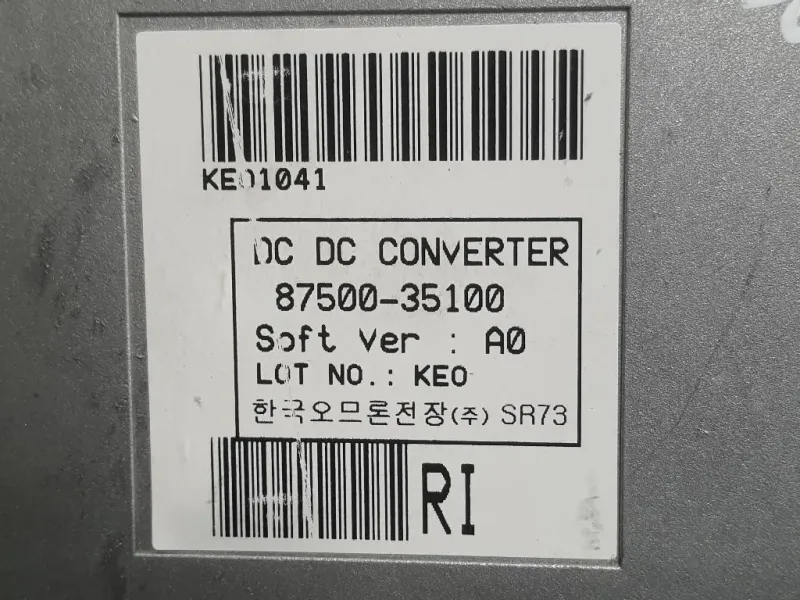 KE01041
DC DC CONVERTER
87500-35100
Soft Ver : A0
LOT NO.: KEO
한국오므론전장(주) SR73
RI